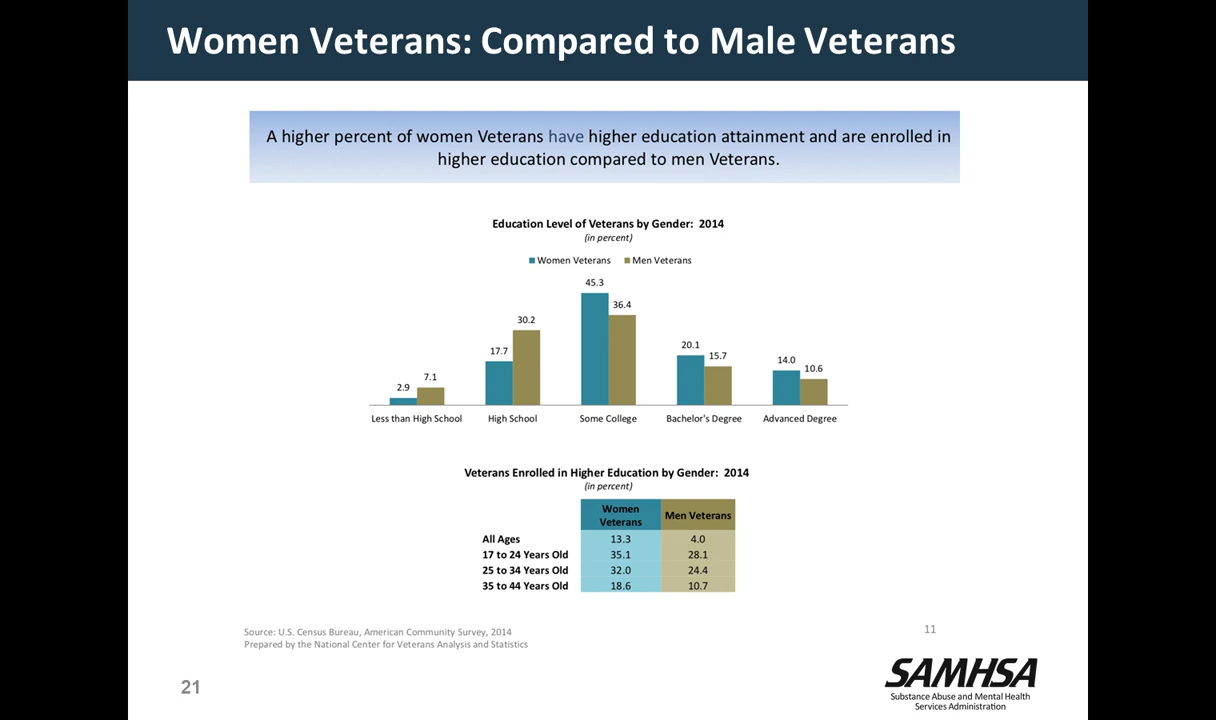 Women Veterans: Compared to Male Veterans
A higher percent of women Veterans have higher education attainment and are enrolled in
higher education compared to men Veterans.
Education Level of Veterans by Gender:  2014
(in percent)
Women Veterans  Men Veterans
45.3
36.4
30.2
17.7
20.1
15.7
14.0
10.6
2.9
7.1
Less than High School  High School  Some College  Bachelor's Degree  Advanced Degree
Veterans Enrolled in Higher Education by Gender:  2014
(in percent)
Women
Veterans
Men Veterans
All Ages  13.3  4.0
17 to 24 Years Old  35.1  28.1
25 to 34 Years Old  32.0  24.4
35 to 44 Years Old  18.6  10.7
Source: U.S. Census Bureau, American Community Survey, 2014
Prepared by the National Center for Veterans Analysis and Statistics
11
21
SAMHSA
Substance Abuse and Mental Health
Services Administration